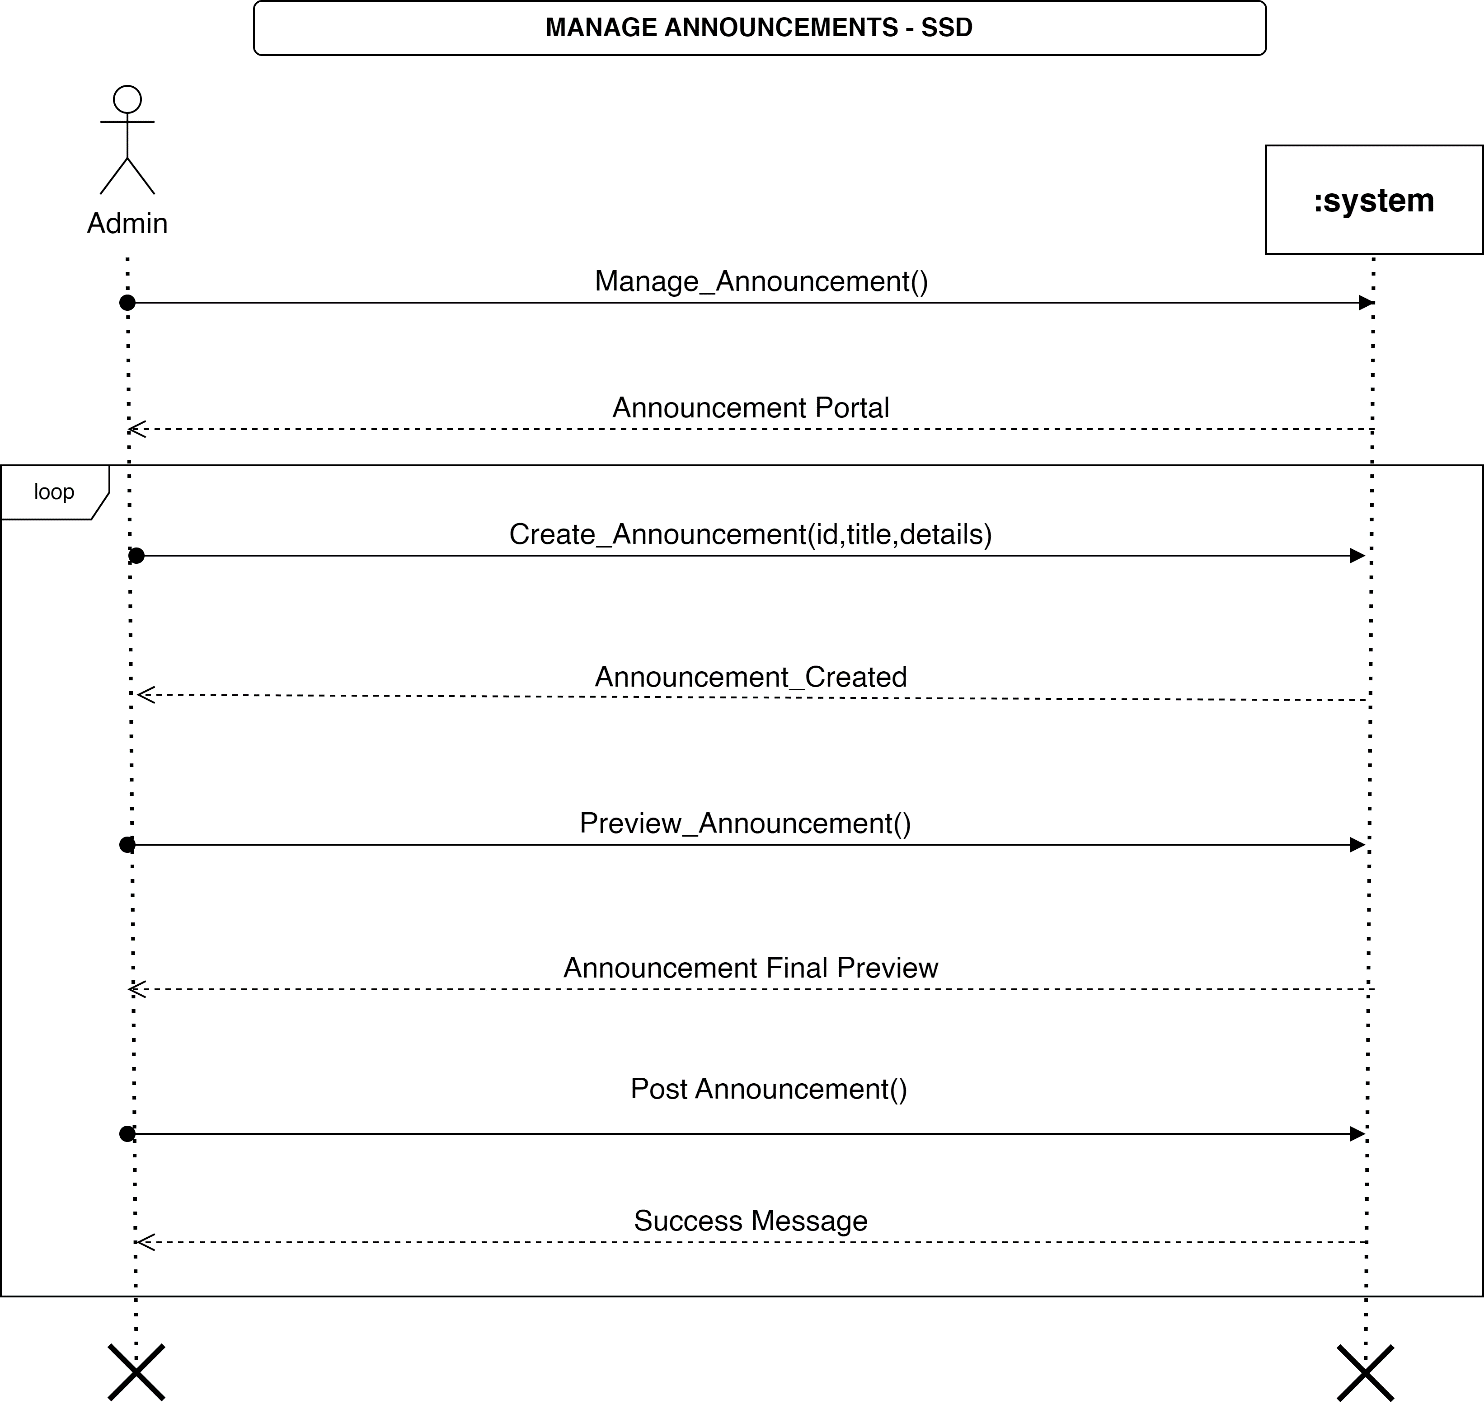 MANAGE ANNOUNCEMENTS - SSD
Admin
:system
Manage_Announcement()
Announcement Portal
loop
Create_Announcement(id,title,details)
Announcement_Created
Preview_Announcement()
Announcement Final Preview
Post Announcement()
Success Message